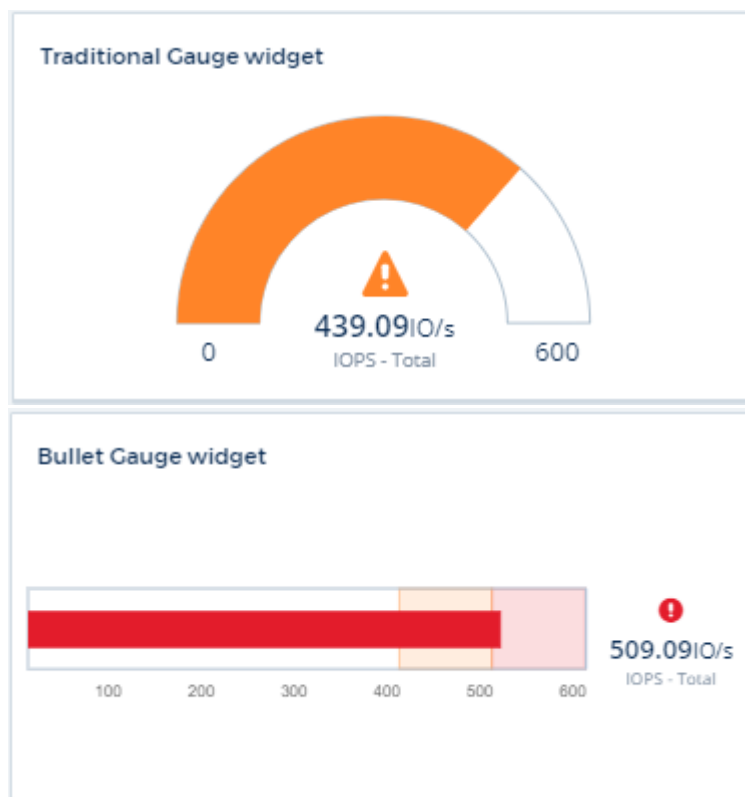 Traditional Gauge widget
439.09IO/s
0
IOPS - Total
600
Bullet Gauge widget
509.09IO/s
IOPS - Total
100 200 300 400 500 600